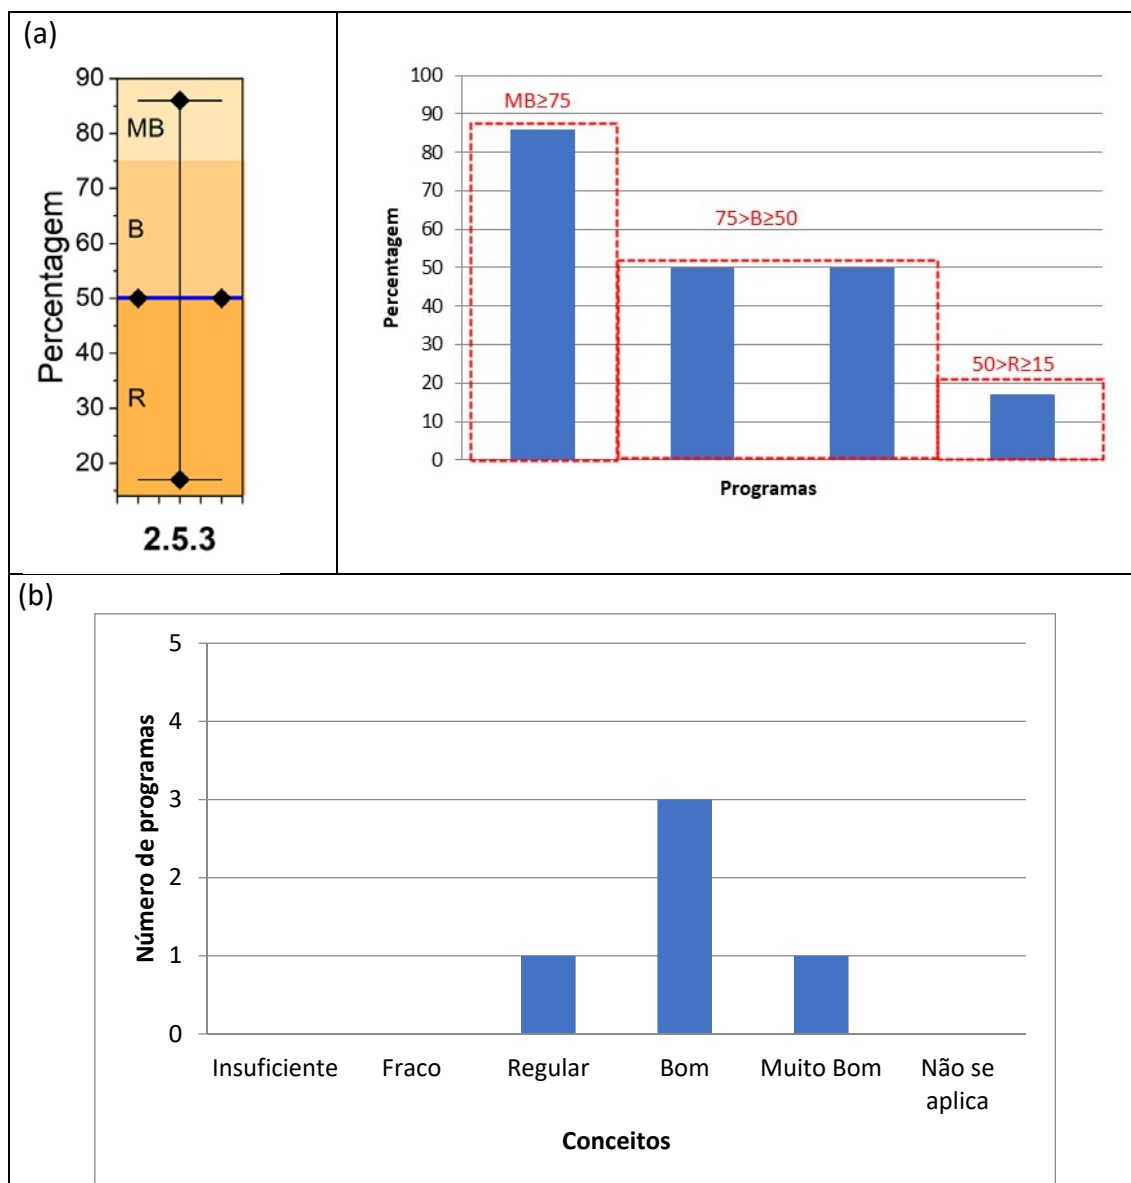 (a)
90
80
70
60
50
40
30
20
Percentagem
MB
B
R
2.5.3
100
90
80
70
60
50
40
30
20
10
0
Percentagem
MB≥75
75>B≥50
50>R≥15
Programas
(b)
5
4
3
2
1
0
Número de programas
Insuficiente
Fraco
Regular
Bom
Muito Bom
Não se
aplica
Conceitos